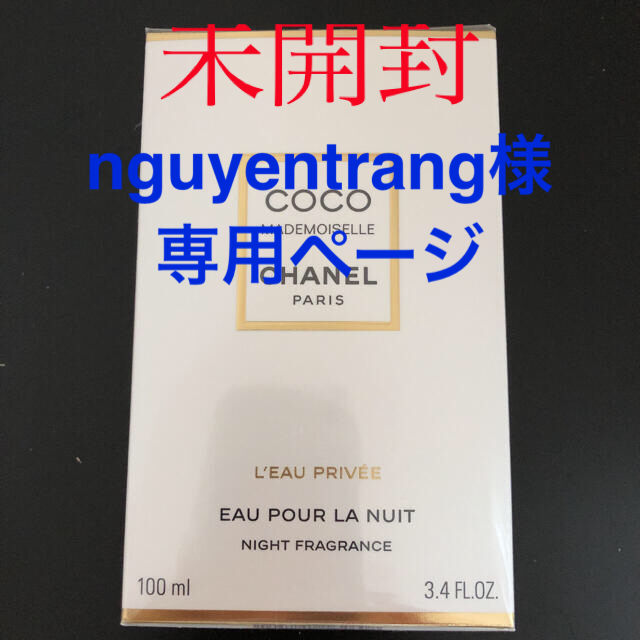 未開封
nguyentrang様
専用ページ
COCO
MADEMOISELLE
CHANEL
PARIS
L'EAU PRIVÉE
EAU POUR LA NUIT
NIGHT FRAGRANCE
100 ml 3.4 FL.OZ.